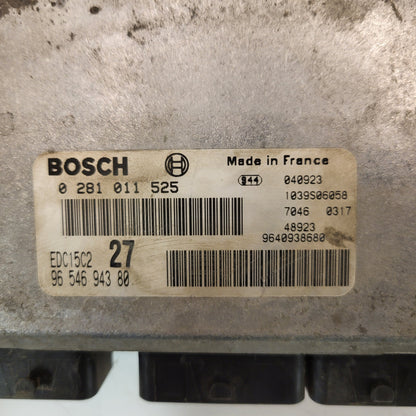 BOSCH
0 281 011 525
EDC15C2 27
96 546 943 80
Made in France
944 040923
1039S06058
7046 0317
48923
9640938680